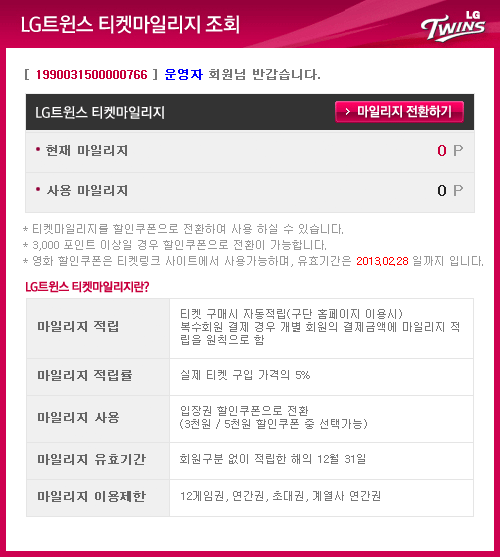 LG트윈스 티켓마일리지 조회
LG
TWINS
[ 1990031500000766 ] 운영자 회원님 반갑습니다.
LG트윈스 티켓마일리지
› 마일리지 전환하기
• 현재 마일리지 0 P
• 사용 마일리지 0 P
* 티켓마일리지를 할인쿠폰으로 전환하여 사용 하실 수 있습니다.
* 3,000 포인트 이상일 경우 할인쿠폰으로 전환이 가능합니다.
* 영화 할인쿠폰은 티켓링크 사이트에서 사용가능하며, 유효기간은 2013.02.28 일까지 입니다.
LG트윈스 티켓마일리지란?
마일리지 적립
티켓 구매시 자동적립(구단 홈페이지 이용시)
복수회원 결제 경우 개별 회원의 결제금액에 마일리지 적
립을 원칙으로 함
마일리지 적립률
실제 티켓 구입 가격의 5%
마일리지 사용
입장권 할인쿠폰으로 전환
(3천원 / 5천원 할인쿠폰 중 선택가능)
마일리지 유효기간
회원구분 없이 적립한 해의 12월 31일
마일리지 이용제한
12게임권, 연간권, 초대권, 계열사 연간권